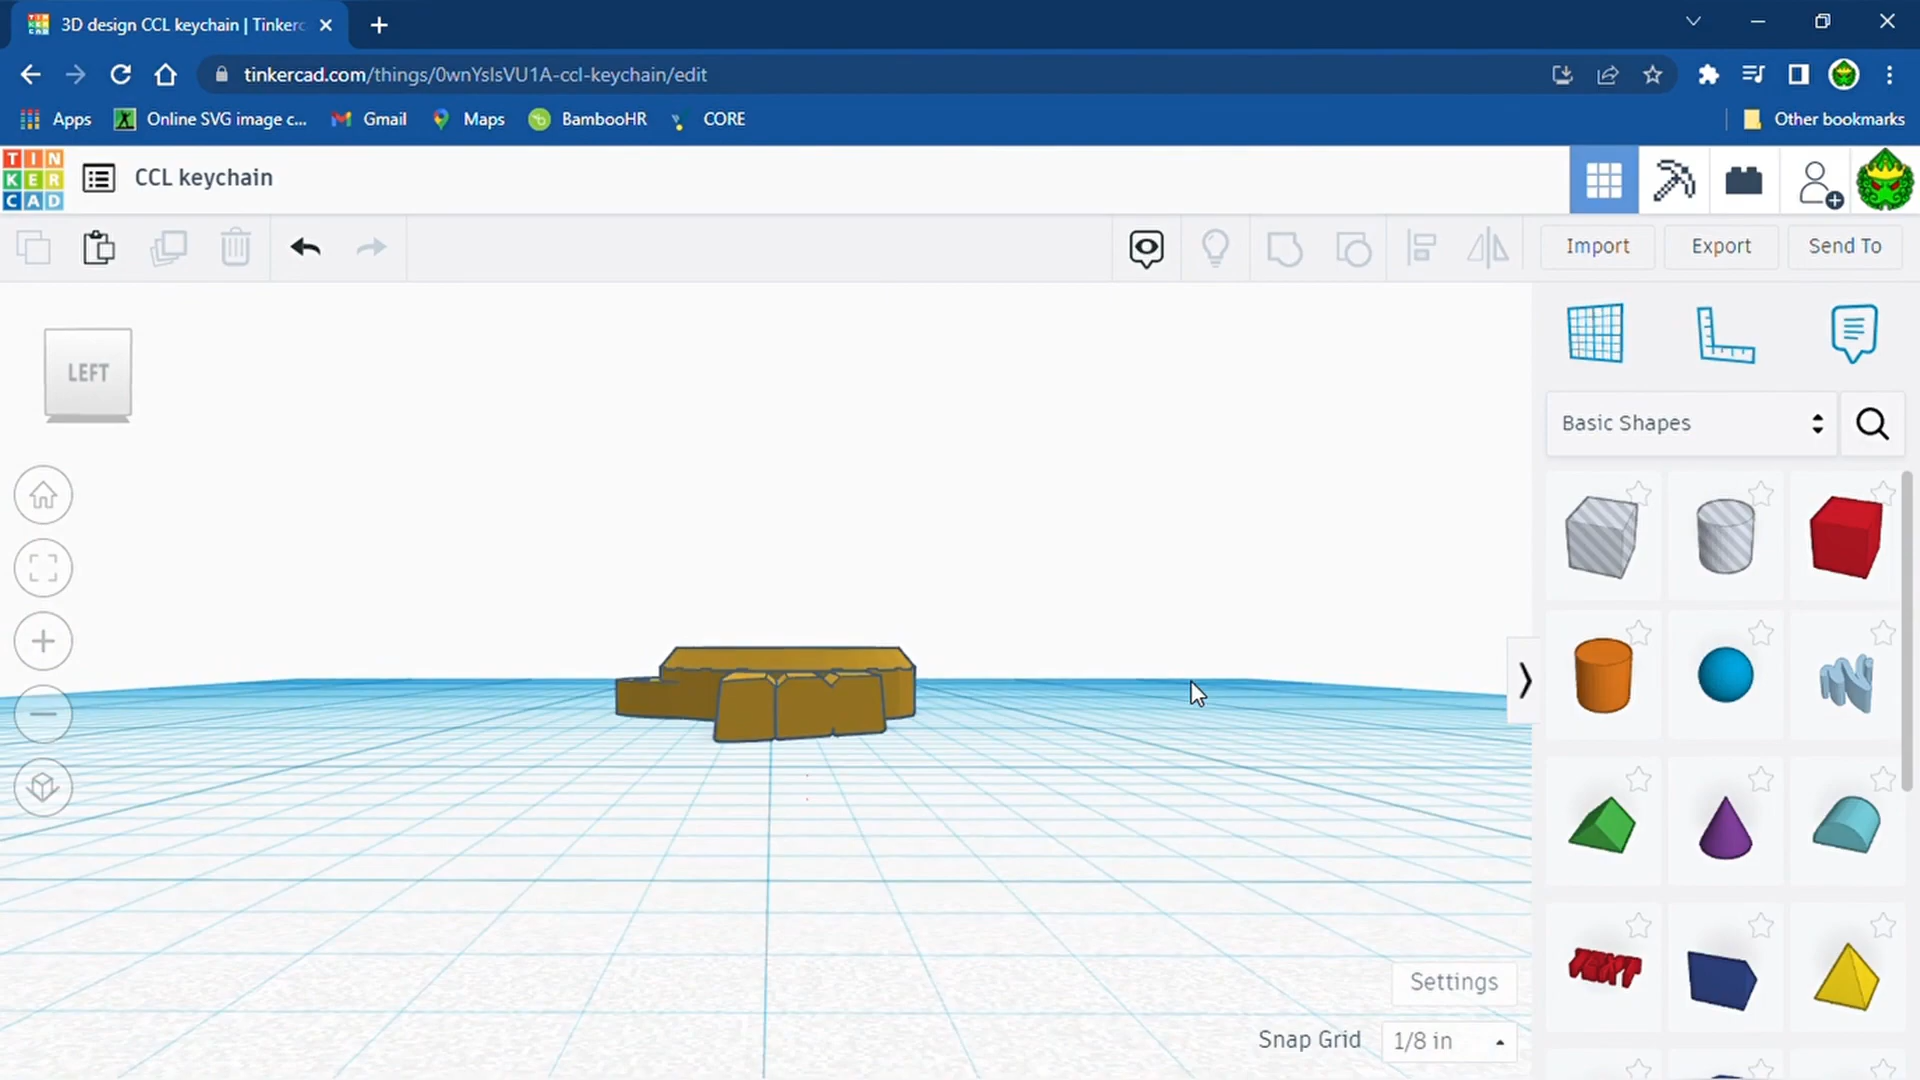 3D design CCL keychain | Tinkerc
tinkercad.com/things/0wnYsIsVU1A-ccl-keychain/edit
Apps
Online SVG image c...
Gmail
Maps
BambooHR
CORE
Other bookmarks
TIN
KER
CAD
CCL keychain
Import
Export
Send To
LEFT
Basic Shapes
TEXT
Settings
Snap Grid
1/8 in